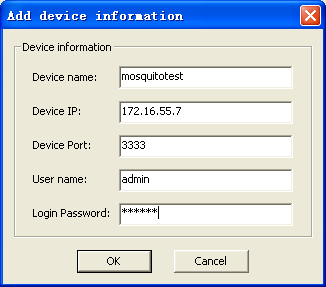 Add device information
Device information
Device name: mosquitotest
Device IP: 172.16.55.7
Device Port: 3333
User name: admin
Login Password: ******
OK Cancel